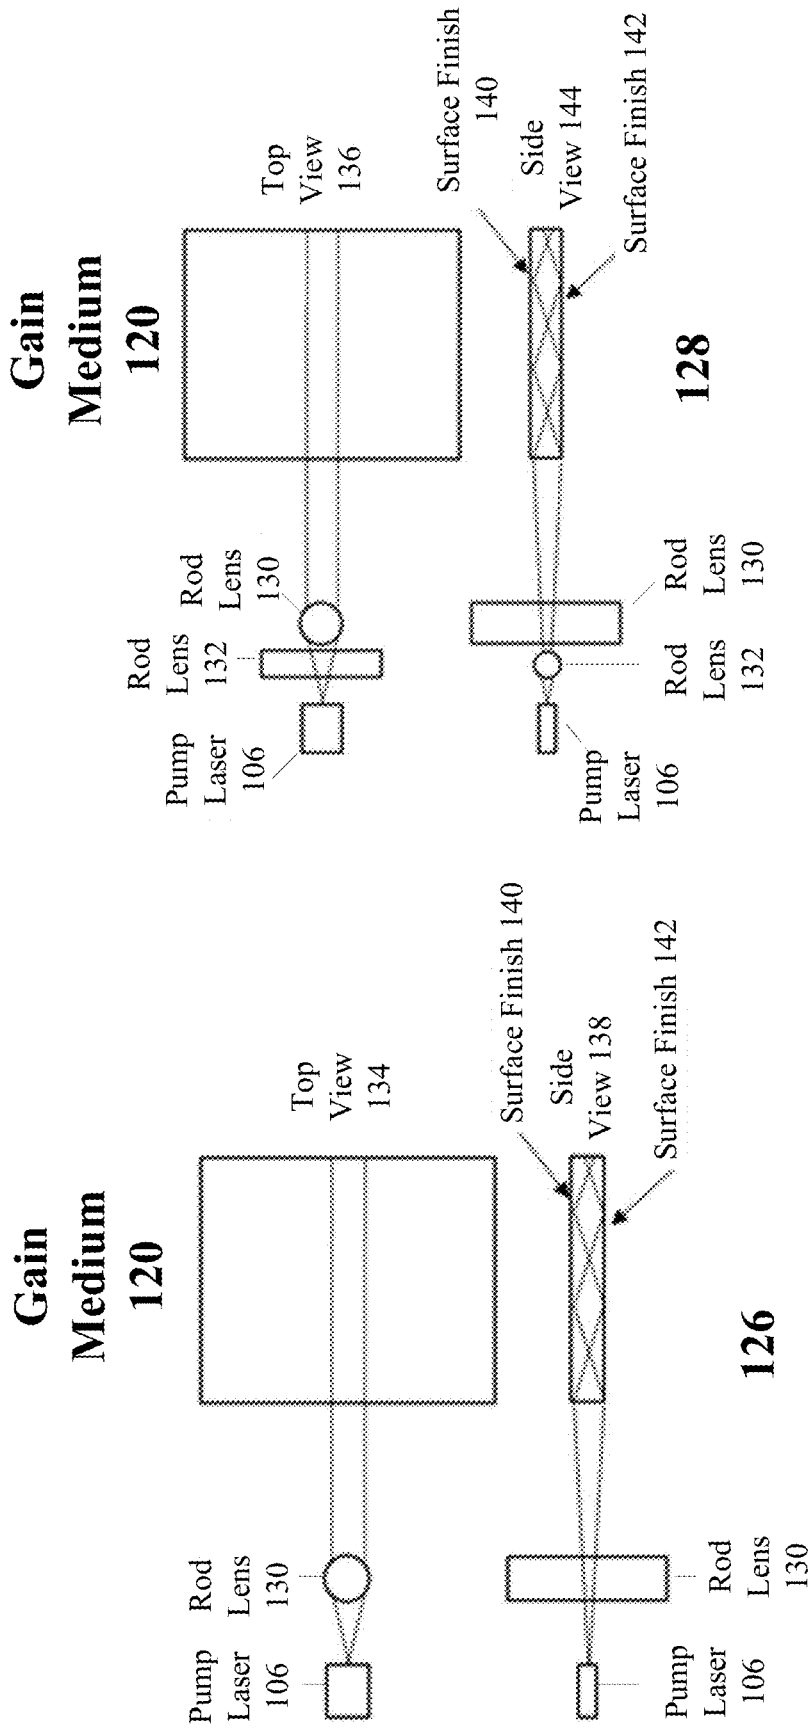 Gain
Medium
120
Pump
Laser
106
Rod
Lens
130
Top
View
134
Pump
Laser
106
Rod
Lens
130
Surface Finish 140
Side
View 138
Surface Finish 142
126
Gain
Medium
120
Pump
Laser
106
Rod
Lens
132
Rod
Lens
130
Top
View
136
Pump
Laser
106
Rod
Lens
132
Rod
Lens
130
Surface Finish
140
Side
View 144
Surface Finish 142
128